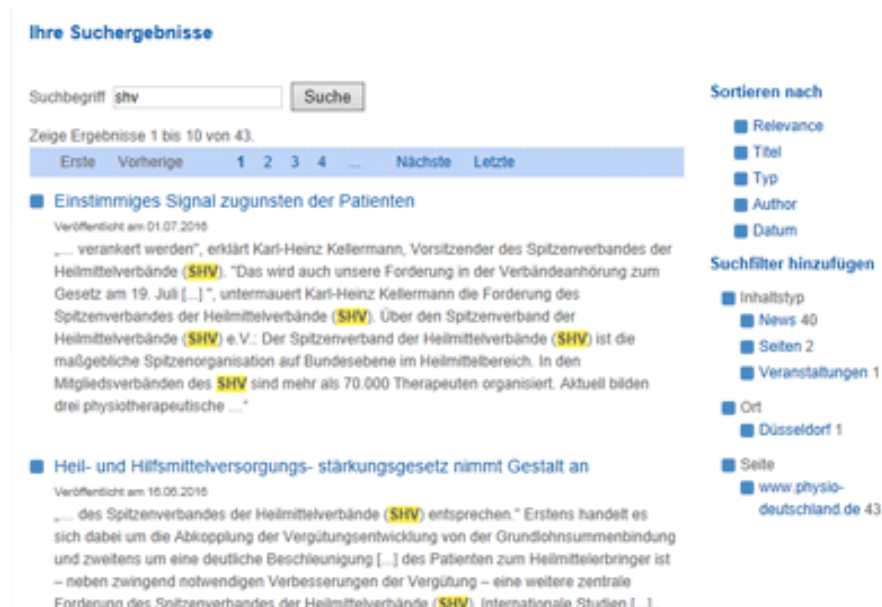 Ihre Suchergebnisse
Suchbegriff shv Suche
Zeige Ergebnisse 1 bis 10 von 43.
Erste Vorherige 1 2 3 4 ... Nächste Letzte
Einstimmiges Signal zugunsten der Patienten
Veröffentlicht am 01.07.2016
„... verankert werden", erklärt Karl-Heinz Kellermann, Vorsitzender des Spitzenverbandes der
Heilmittelverbände (SHV). "Das wird auch unsere Forderung in der Verbändeanhörung zum
Gesetz am 19. Juli [...] ", untermauert Karl-Heinz Kellermann die Forderung des
Spitzenverbandes der Heilmittelverbände (SHV). Über den Spitzenverband der
Heilmittelverbände (SHV) e.V.: Der Spitzenverband der Heilmittelverbände (SHV) ist die
maßgebliche Spitzenorganisation auf Bundesebene im Heilmittelbereich. In den
Mitgliedsverbänden des SHV sind mehr als 70.000 Therapeuten organisiert. Aktuell bilden
drei physiotherapeutische ..."
Heil- und Hilfsmittelversorgungs- stärkungsgesetz nimmt Gestalt an
Veröffentlicht am 16.06.2016
„... des Spitzenverbandes der Heilmittelverbände (SHV) entsprechen." Erstens handelt es
sich dabei um die Abkopplung der Vergütungsentwicklung von der Grundlohnsummenbindung
und zweitens um eine deutliche Beschleunigung [...] des Patienten zum Heilmittelerbringer ist
– neben zwingend notwendigen Verbesserungen der Vergütung – eine weitere zentrale
Forderung des Spitzenverbandes der Heilmittelverbände (SHV). Internationale Studien [...]...
Sortieren nach
Relevance
Titel
Typ
Author
Datum
Suchfilter hinzufügen
Inhaltstyp
News 40
Seiten 2
Veranstaltungen 1
Ort
Düsseldorf 1
Seite
www.physio-
deutschland.de 43